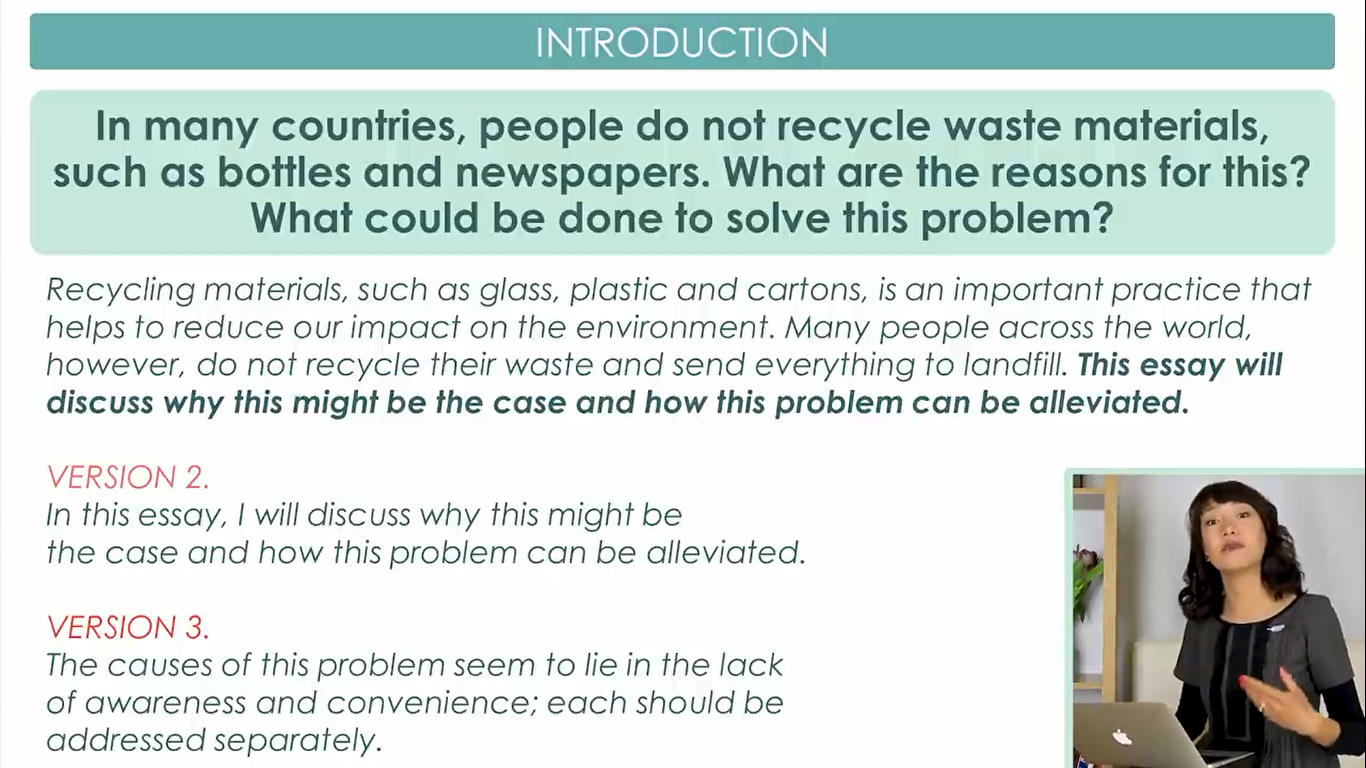 INTRODUCTION
In many countries, people do not recycle waste materials,
such as bottles and newspapers. What are the reasons for this?
What could be done to solve this problem?
Recycling materials, such as glass, plastic and cartons, is an important practice that
helps to reduce our impact on the environment. Many people across the world,
however, do not recycle their waste and send everything to landfill. This essay will
discuss why this might be the case and how this problem can be alleviated.
VERSION 2.
In this essay, I will discuss why this might be
the case and how this problem can be alleviated.
VERSION 3.
The causes of this problem seem to lie in the lack
of awareness and convenience; each should be
addressed separately.